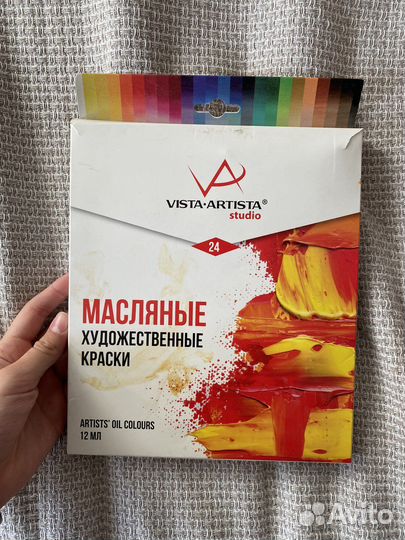 VISTA-ARTISTA®
studio
24
МАСЛЯНЫЕ
ХУДОЖЕСТВЕННЫЕ
КРАСКИ
ARTISTS' OIL COLOURS
12 МЛ
Avito